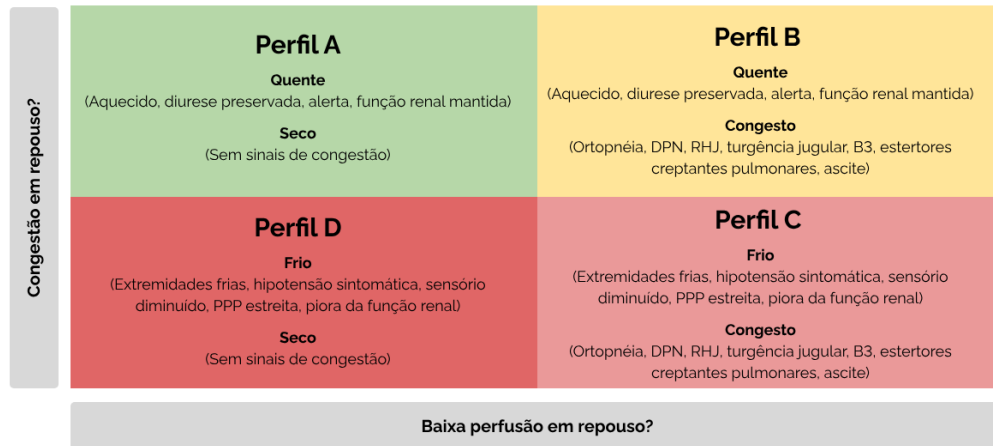 Congestão em repouso?
Perfil A
Quente
(Aquecido, diurese preservada, alerta, função renal mantida)
Seco
(Sem sinais de congestão)
Perfil B
Quente
(Aquecido, diurese preservada, alerta, função renal mantida)
Congesto
(Ortopnéia, DPN, RHJ, turgência jugular, B3, estertores
creptantes pulmonares, ascite)
Perfil D
Frio
(Extremidades frias, hipotensão sintomática, sensório
diminuído, PPP estreita, piora da função renal)
Seco
(Sem sinais de congestão)
Perfil C
Frio
(Extremidades frias, hipotensão sintomática, sensório
diminuído, PPP estreita, piora da função renal)
Congesto
(Ortopnéia, DPN, RHJ, turgência jugular, B3, estertores
creptantes pulmonares, ascite)
Baixa perfusão em repouso?